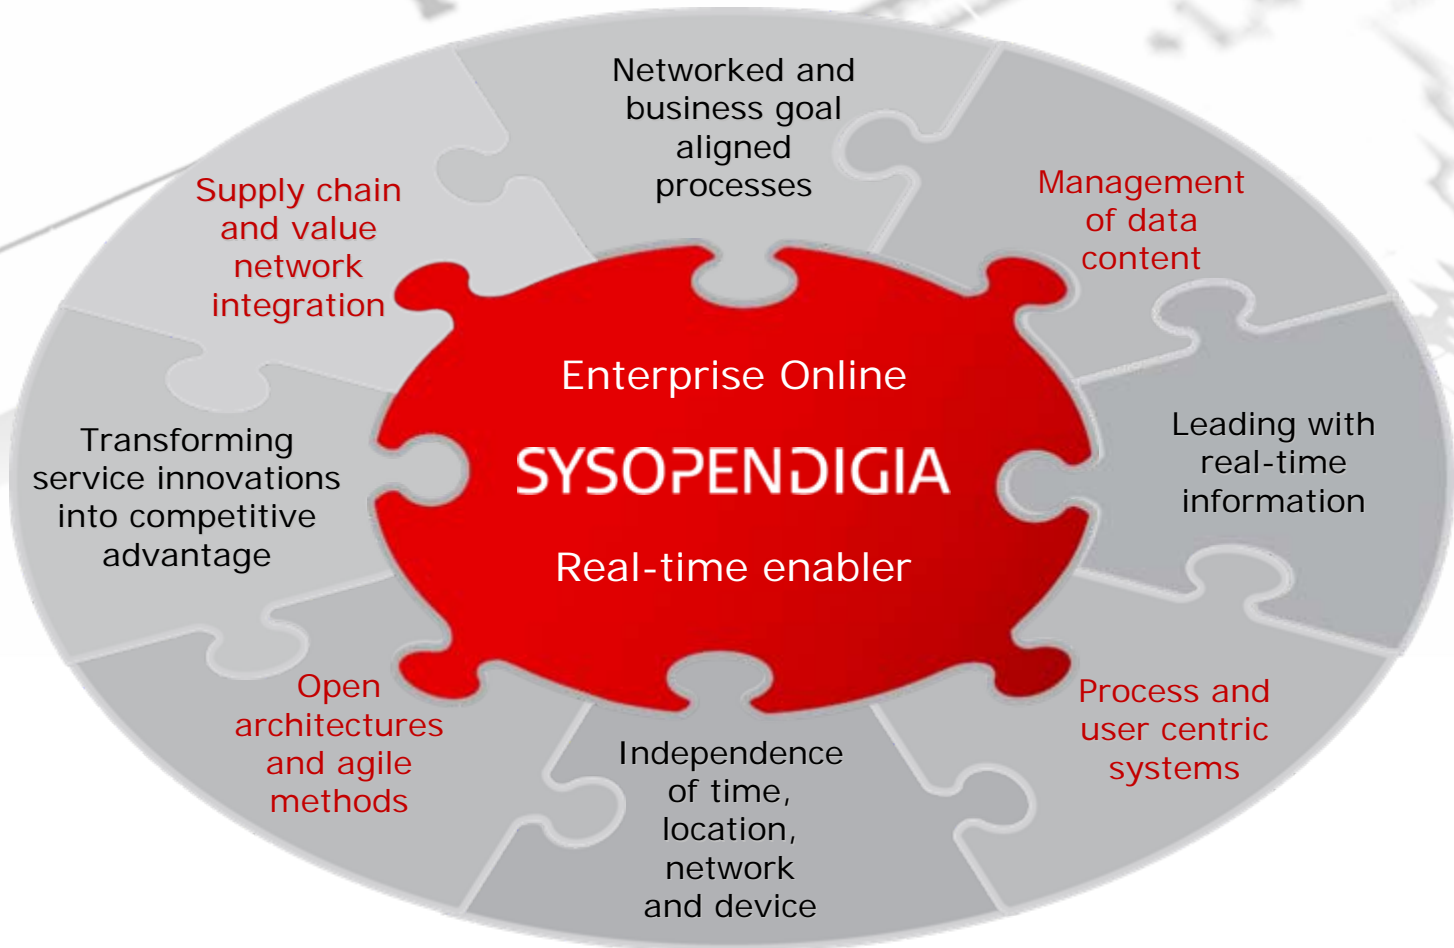 Networked and
business goal
aligned
processes
Supply chain
and value
network
integration
Management
of data
content
Enterprise Online
SYSOPENDIGIA
Real-time enabler
Transforming
service innovations
into competitive
advantage
Leading with
real-time
information
Open
architectures
and agile
methods
Independence
of time,
location,
network
and device
Process and
user centric
systems